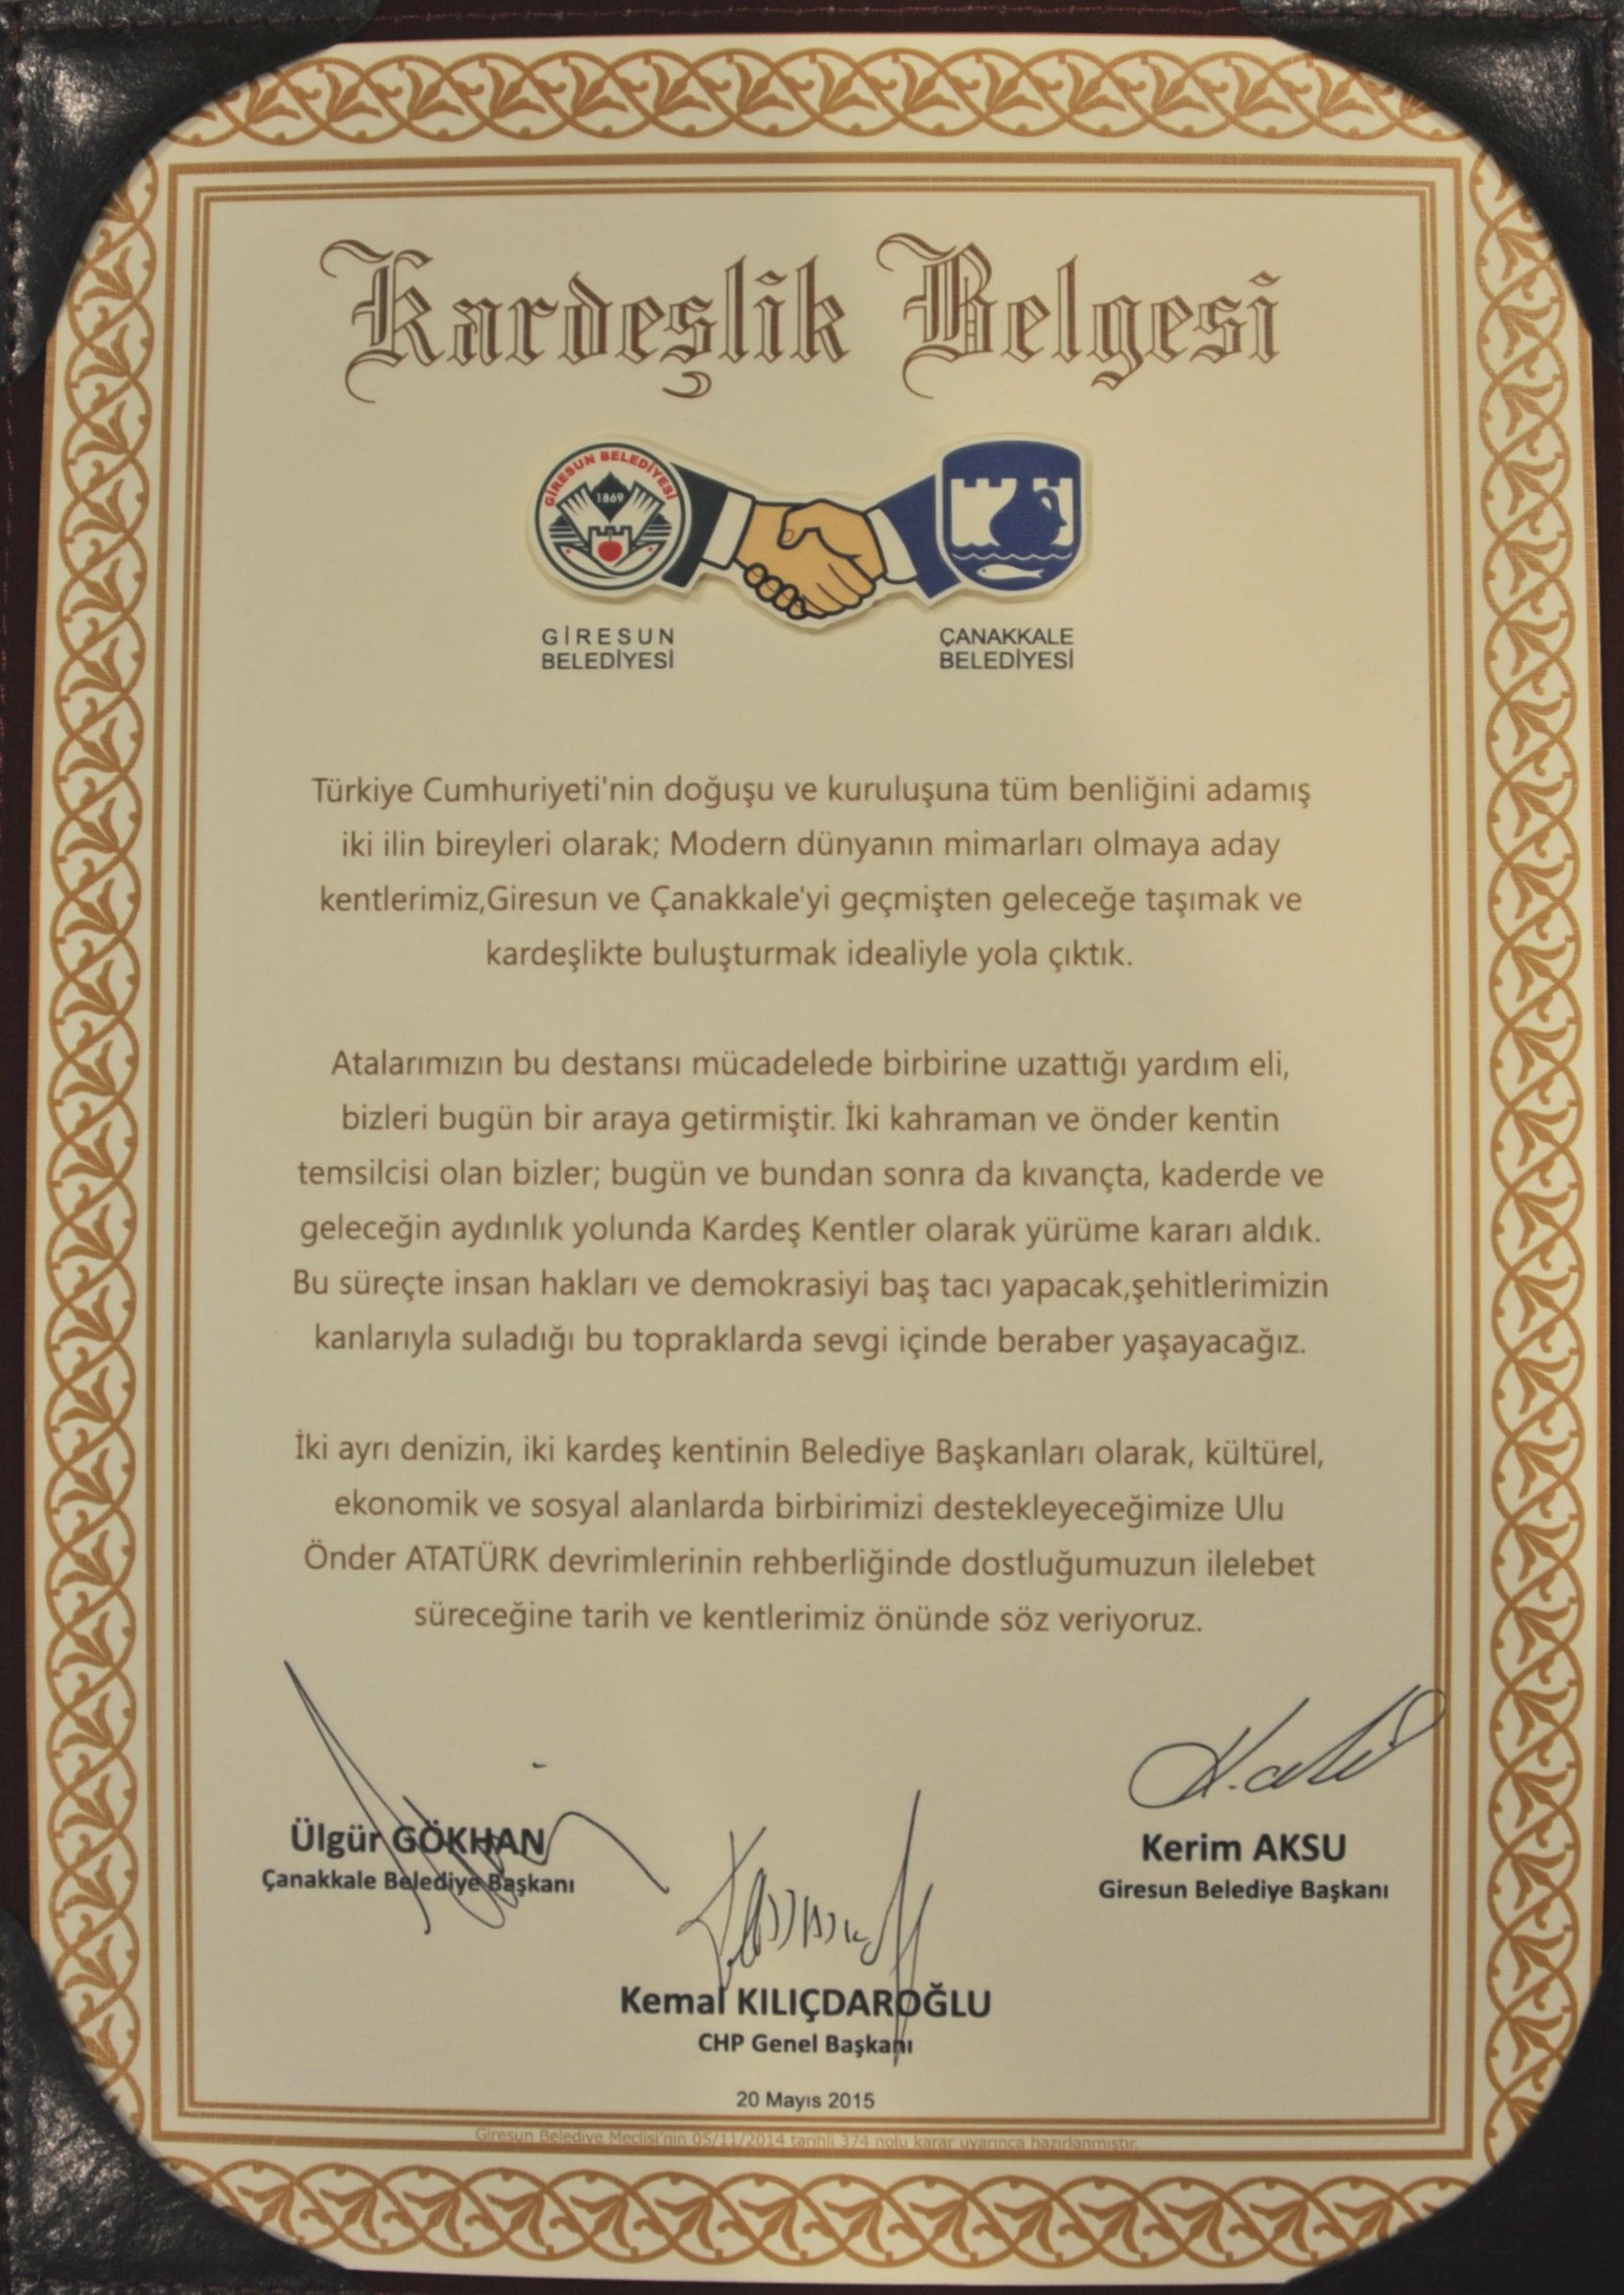 Kardeşlik Belgesi
GİRESUN BELEDİYESİ
1869
GİRESUN
BELEDİYESİ
ÇANAKKALE
BELEDİYESİ
Türkiye Cumhuriyeti'nin doğuşu ve kuruluşuna tüm benliğini adamış
iki ilin bireyleri olarak; Modern dünyanın mimarları olmaya aday
kentlerimiz,Giresun ve Çanakkale'yi geçmişten geleceğe taşımak ve
kardeşlikte buluşturmak idealiyle yola çıktık.
Atalarımızın bu destansı mücadelede birbirine uzattığı yardım eli,
bizleri bugün bir araya getirmiştir. İki kahraman ve önder kentin
temsilcisi olan bizler; bugün ve bundan sonra da kıvançta, kaderde ve
geleceğin aydınlık yolunda Kardeş Kentler olarak yürüme kararı aldık.
Bu süreçte insan hakları ve demokrasiyi baş tacı yapacak,şehitlerimizin
kanlarıyla suladığı bu topraklarda sevgi içinde beraber yaşayacağız.
İki ayrı denizin, iki kardeş kentinin Belediye Başkanları olarak, kültürel,
ekonomik ve sosyal alanlarda birbirimizi destekleyeceğimize Ulu
Önder ATATÜRK devrimlerinin rehberliğinde dostluğumuzun ilelebet
süreceğine tarih ve kentlerimiz önünde söz veriyoruz.
Ülgür GÖKHAN
Çanakkale Belediye Başkanı
Kerim AKSU
Giresun Belediye Başkanı
Kemal KILIÇDAROĞLU
CHP Genel Başkanı
20 Mayıs 2015
Giresun Belediye Meclisi'nin 05/11/2014 tarihli 374 nolu karar uyarınca hazırlanmıştır.